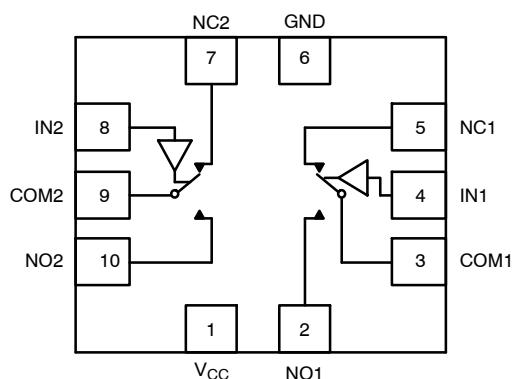 NC2 GND
7 6
IN2 8 5 NC1
COM2 9 4 IN1
NO2 10 3 COM1
1 2
VCC NO1